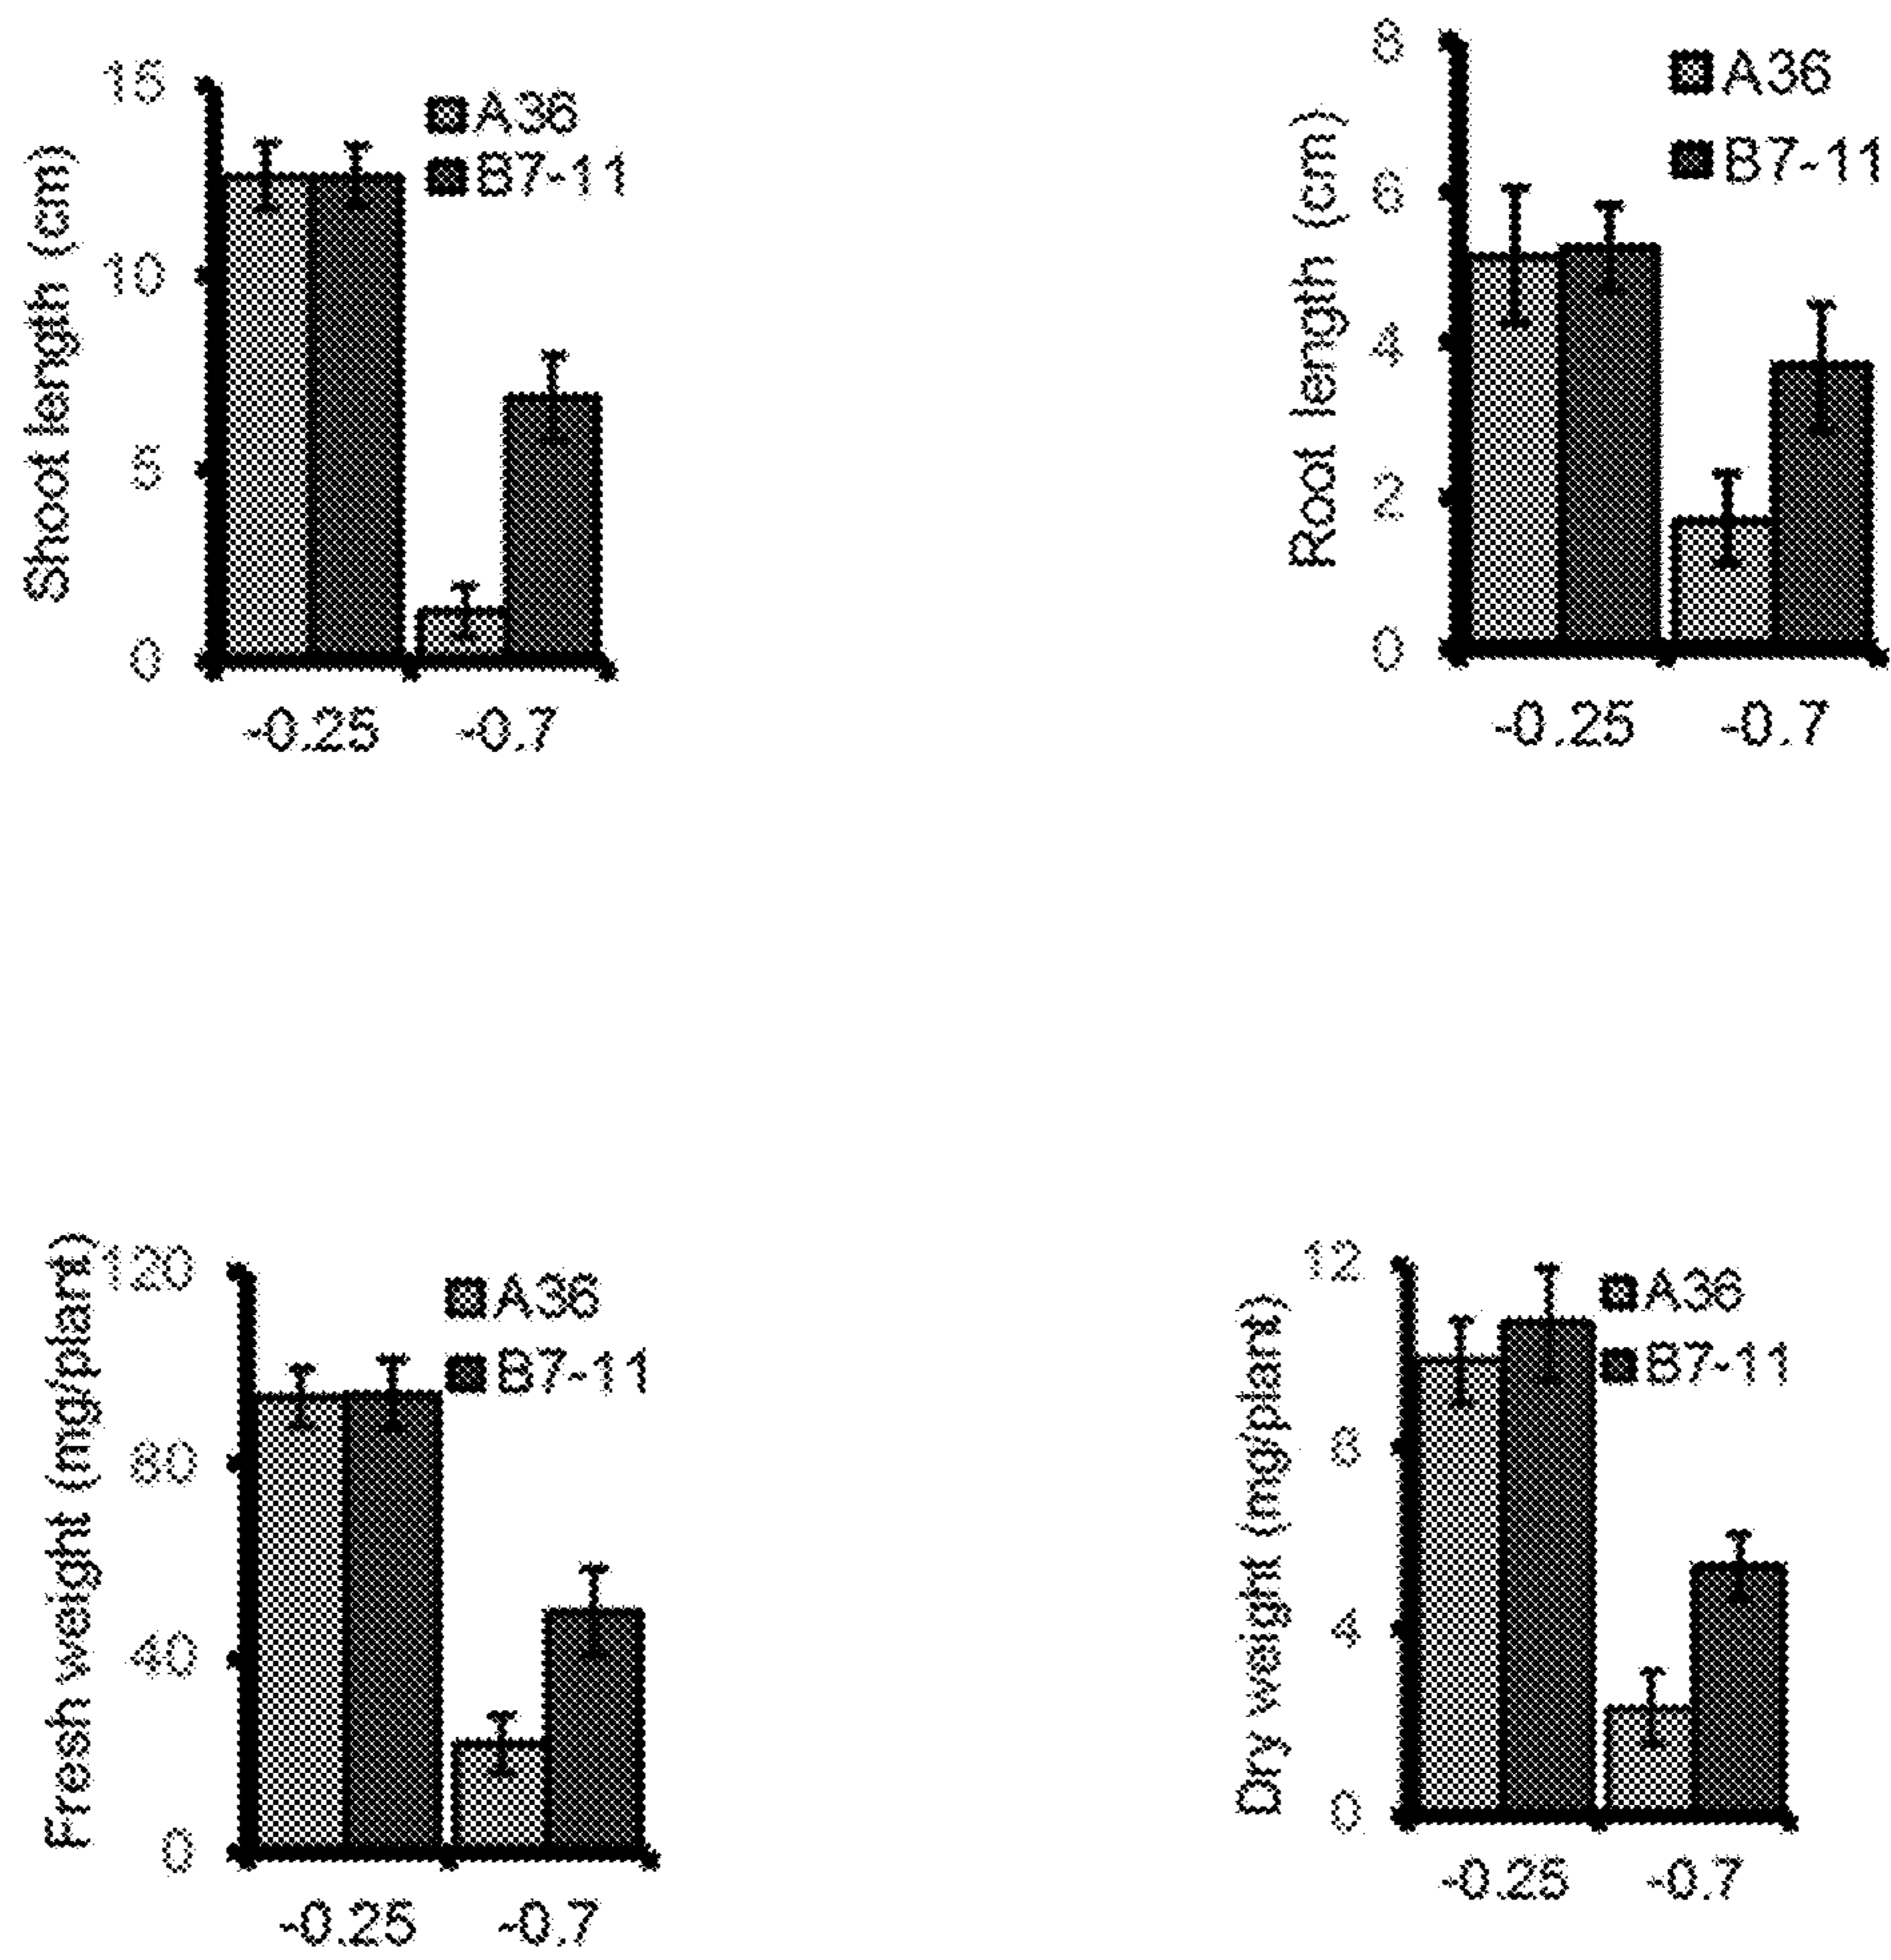 Shoot length (cm)
15
10
5
0
A36
B7-11
-0.25 -0.7
Root length (cm)
8
6
4
2
0
A36
B7-11
-0.25 -0.7
Fresh weight (mg/plant)
120
80
40
0
A36
B7-11
-0.25 -0.7
Dry weight (mg/plant)
12
8
4
0
A36
B7-11
-0.25 -0.7